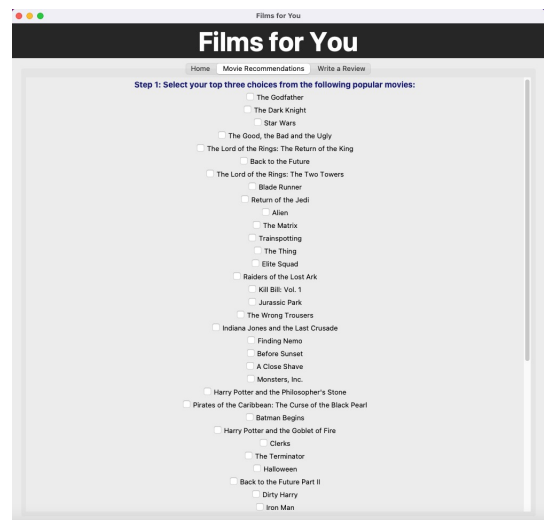 Films for You
Films for You
Home Movie Recommendations Write a Review
Step 1: Select your top three choices from the following popular movies:
The Godfather
The Dark Knight
Star Wars
The Good, the Bad and the Ugly
The Lord of the Rings: The Return of the King
Back to the Future
The Lord of the Rings: The Two Towers
Blade Runner
Return of the Jedi
Alien
The Matrix
Trainspotting
The Thing
Elite Squad
Raiders of the Lost Ark
Kill Bill: Vol. 1
Jurassic Park
The Wrong Trousers
Indiana Jones and the Last Crusade
Finding Nemo
Before Sunset
A Close Shave
Monsters, Inc.
Harry Potter and the Philosopher's Stone
Pirates of the Caribbean: The Curse of the Black Pearl
Batman Begins
Harry Potter and the Goblet of Fire
Clerks
The Terminator
Halloween
Back to the Future Part II
Dirty Harry
Iron Man